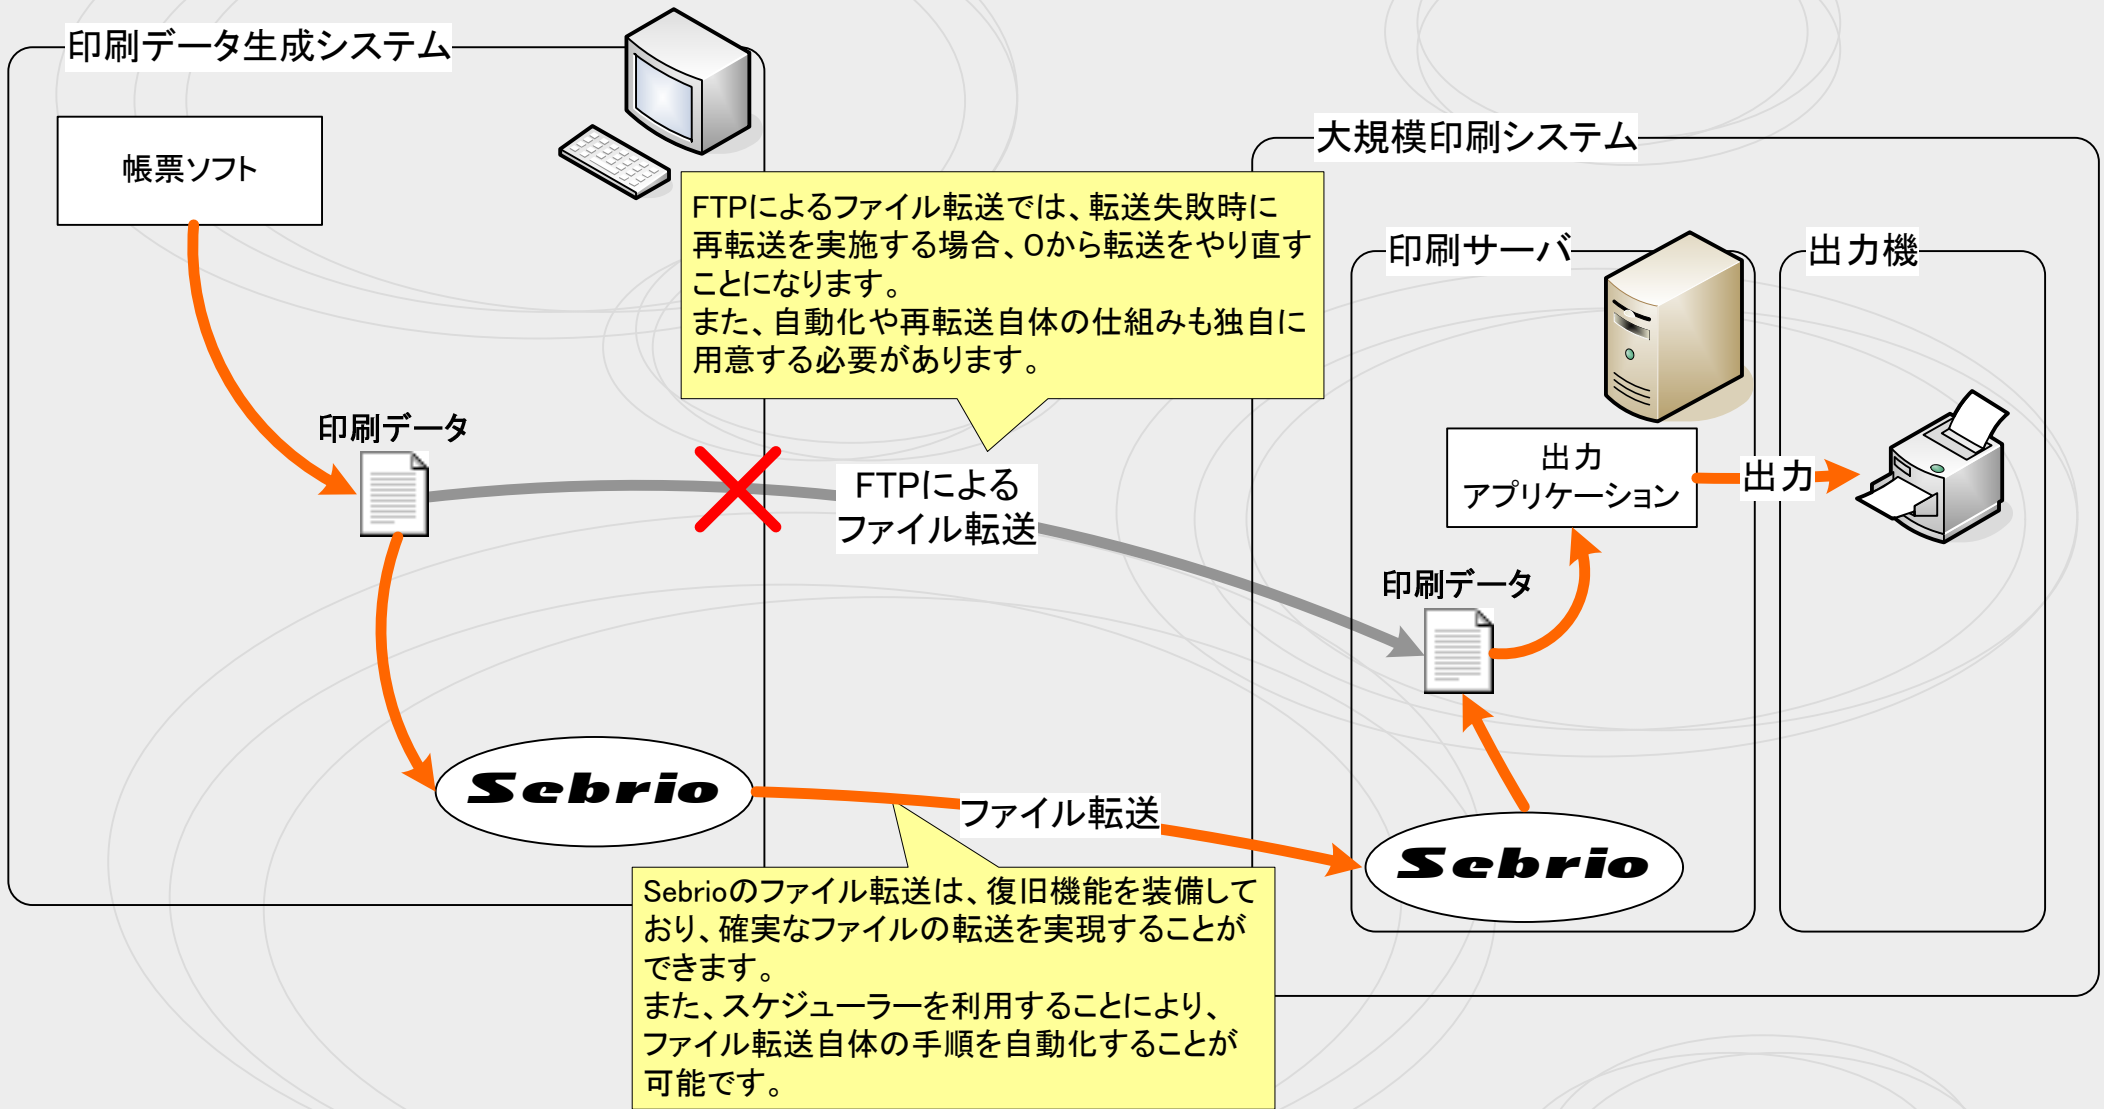 印刷データ生成システム
帳票ソフト
大規模印刷システム
FTPによるファイル転送では、転送失敗時に
再転送を実施する場合、0から転送をやり直す
ことになります。
また、自動化や再転送自体の仕組みも独自に
用意する必要があります。
印刷サーバ
出力機
印刷データ
FTPによる
ファイル転送
出力
アプリケーション
出力
印刷データ
Sebrio
ファイル転送
Sebrio
Sebrioのファイル転送は、復旧機能を装備して
おり、確実なファイルの転送を実現することが
できます。
また、スケジューラーを利用することにより、
ファイル転送自体の手順を自動化することが
可能です。